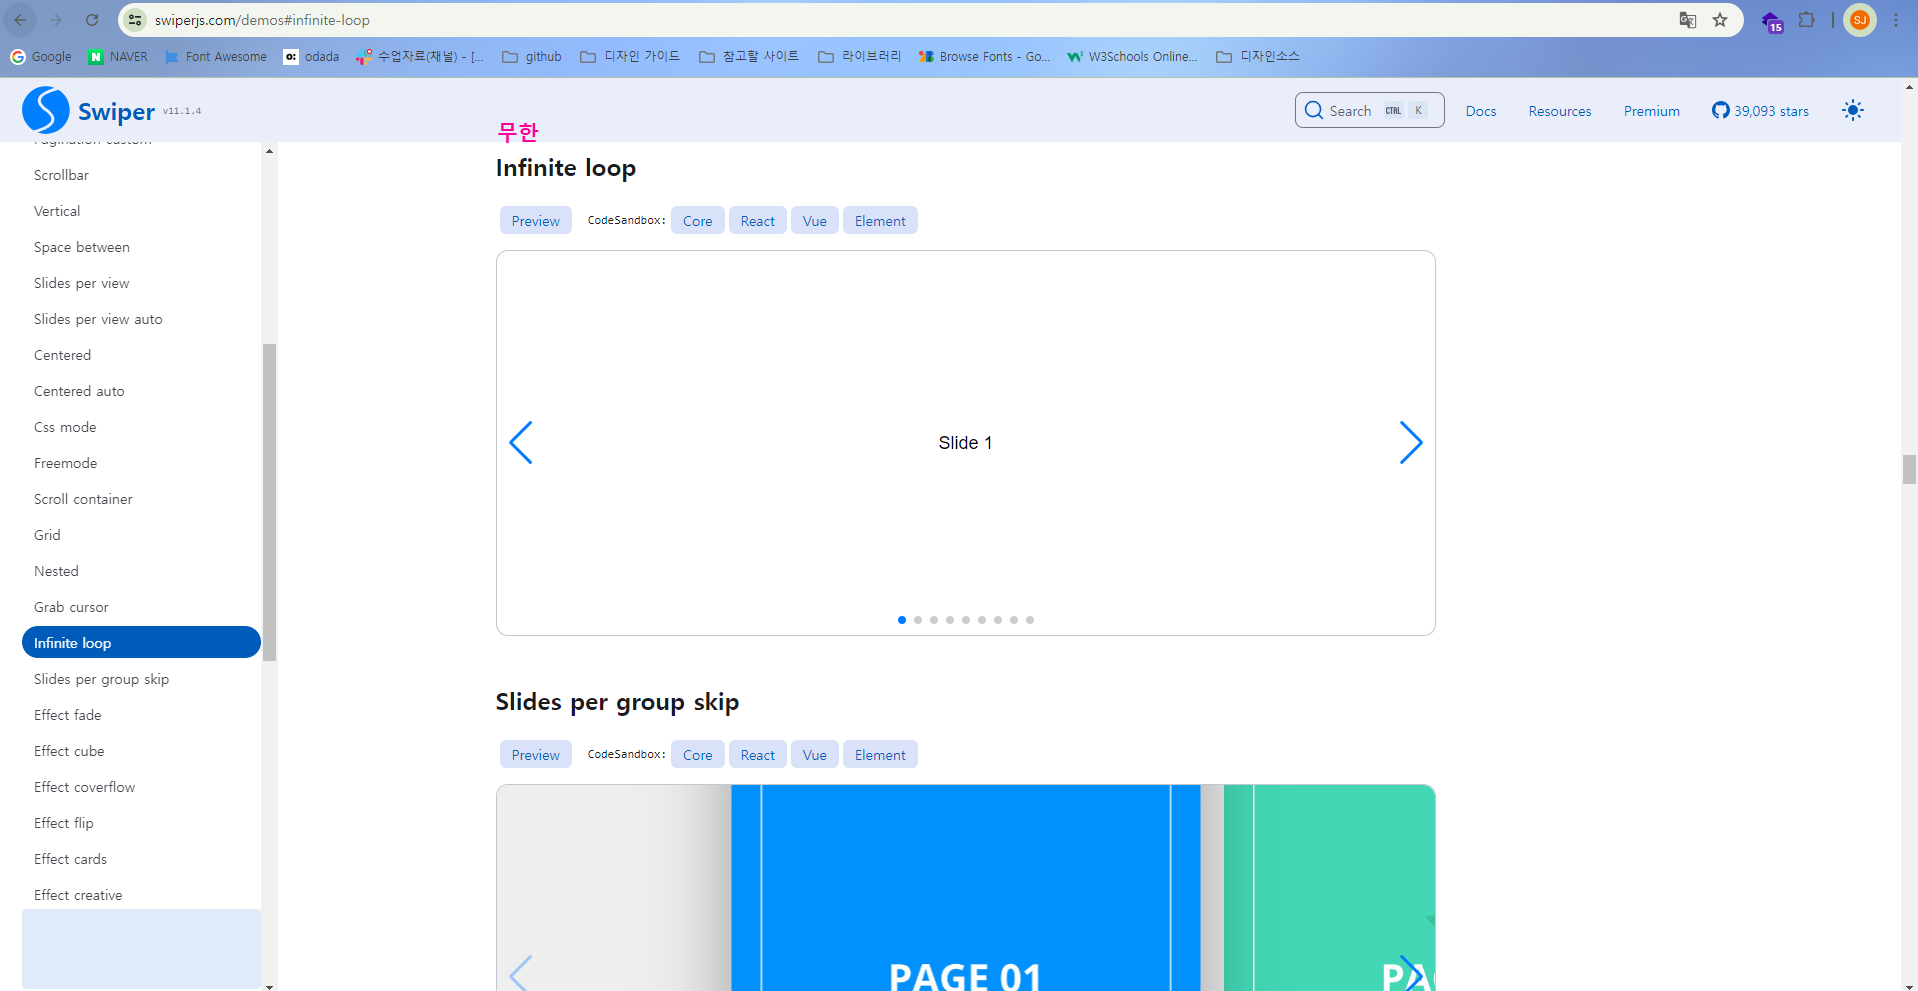 swiperjs.com/demos#infinite-loop
15
SJ
Google
NAVER
Font Awesome
odada
수업자료(채널) - [...
github
디자인 가이드
참고할 사이트
라이브러리
Browse Fonts - Go...
W3Schools Online...
디자인소스
Swiper v11.1.4
Search CTRL K
Docs
Resources
Premium
39,093 stars
Pagination custom
Scrollbar
Vertical
Space between
Slides per view
Slides per view auto
Centered
Centered auto
Css mode
Freemode
Scroll container
Grid
Nested
Grab cursor
Infinite loop
Slides per group skip
Effect fade
Effect cube
Effect coverflow
Effect flip
Effect cards
Effect creative
무한
Infinite loop
Preview CodeSandbox: Core React Vue Element
Slide 1
Slides per group skip
Preview CodeSandbox: Core React Vue Element
PAGE 01
PA